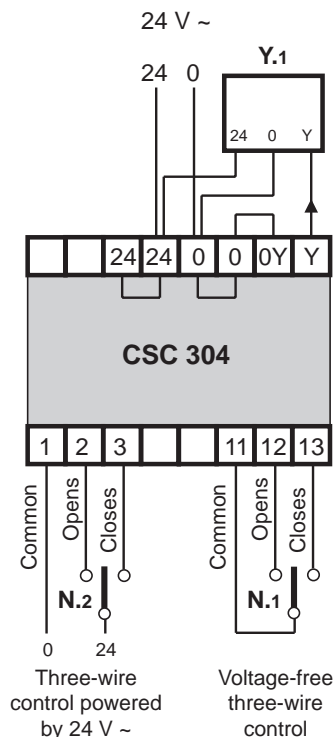 24 V ~
24 0
Y.1
24 0 Y
24 24 0 0 0Y Y
CSC 304
1 2 3 11 12 13
Common Opens Closes Common Opens Closes
N.2 N.1
0 24
Three-wire
control powered
by 24 V ~
Voltage-free
three-wire
control